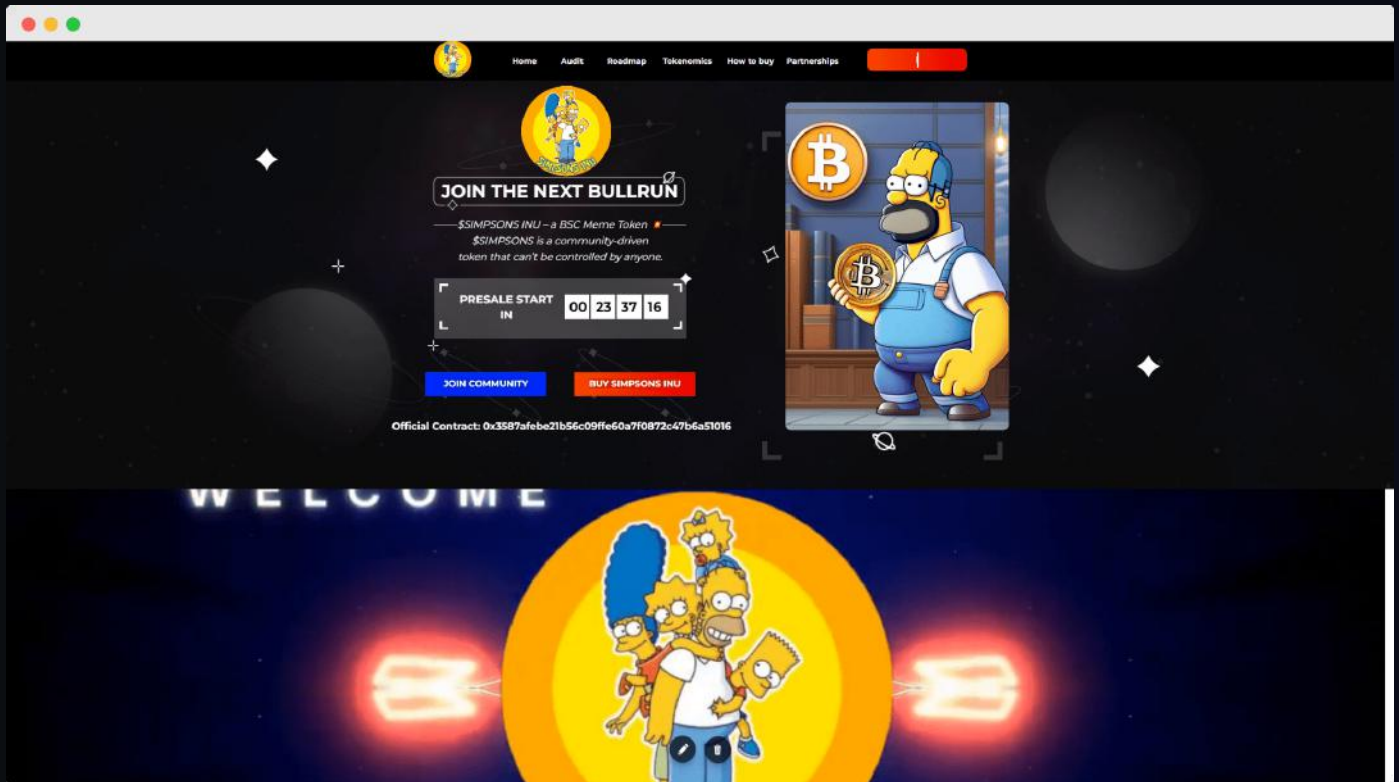 Home Audit Roadmap Tokenomics How to buy Partnerships
SIMPSONS INU
JOIN THE NEXT BULLRUN
$SIMPSONS INU – a BSC Meme Token
$SIMPSONS is a community-driven
token that can't be controlled by anyone.
PRESALE START
IN
00 23 37 16
JOIN COMMUNITY BUY SIMPSONS INU
Official Contract: 0x3587afebe21b56c09ffe60a7f0872c47b6a51016
WELCOME